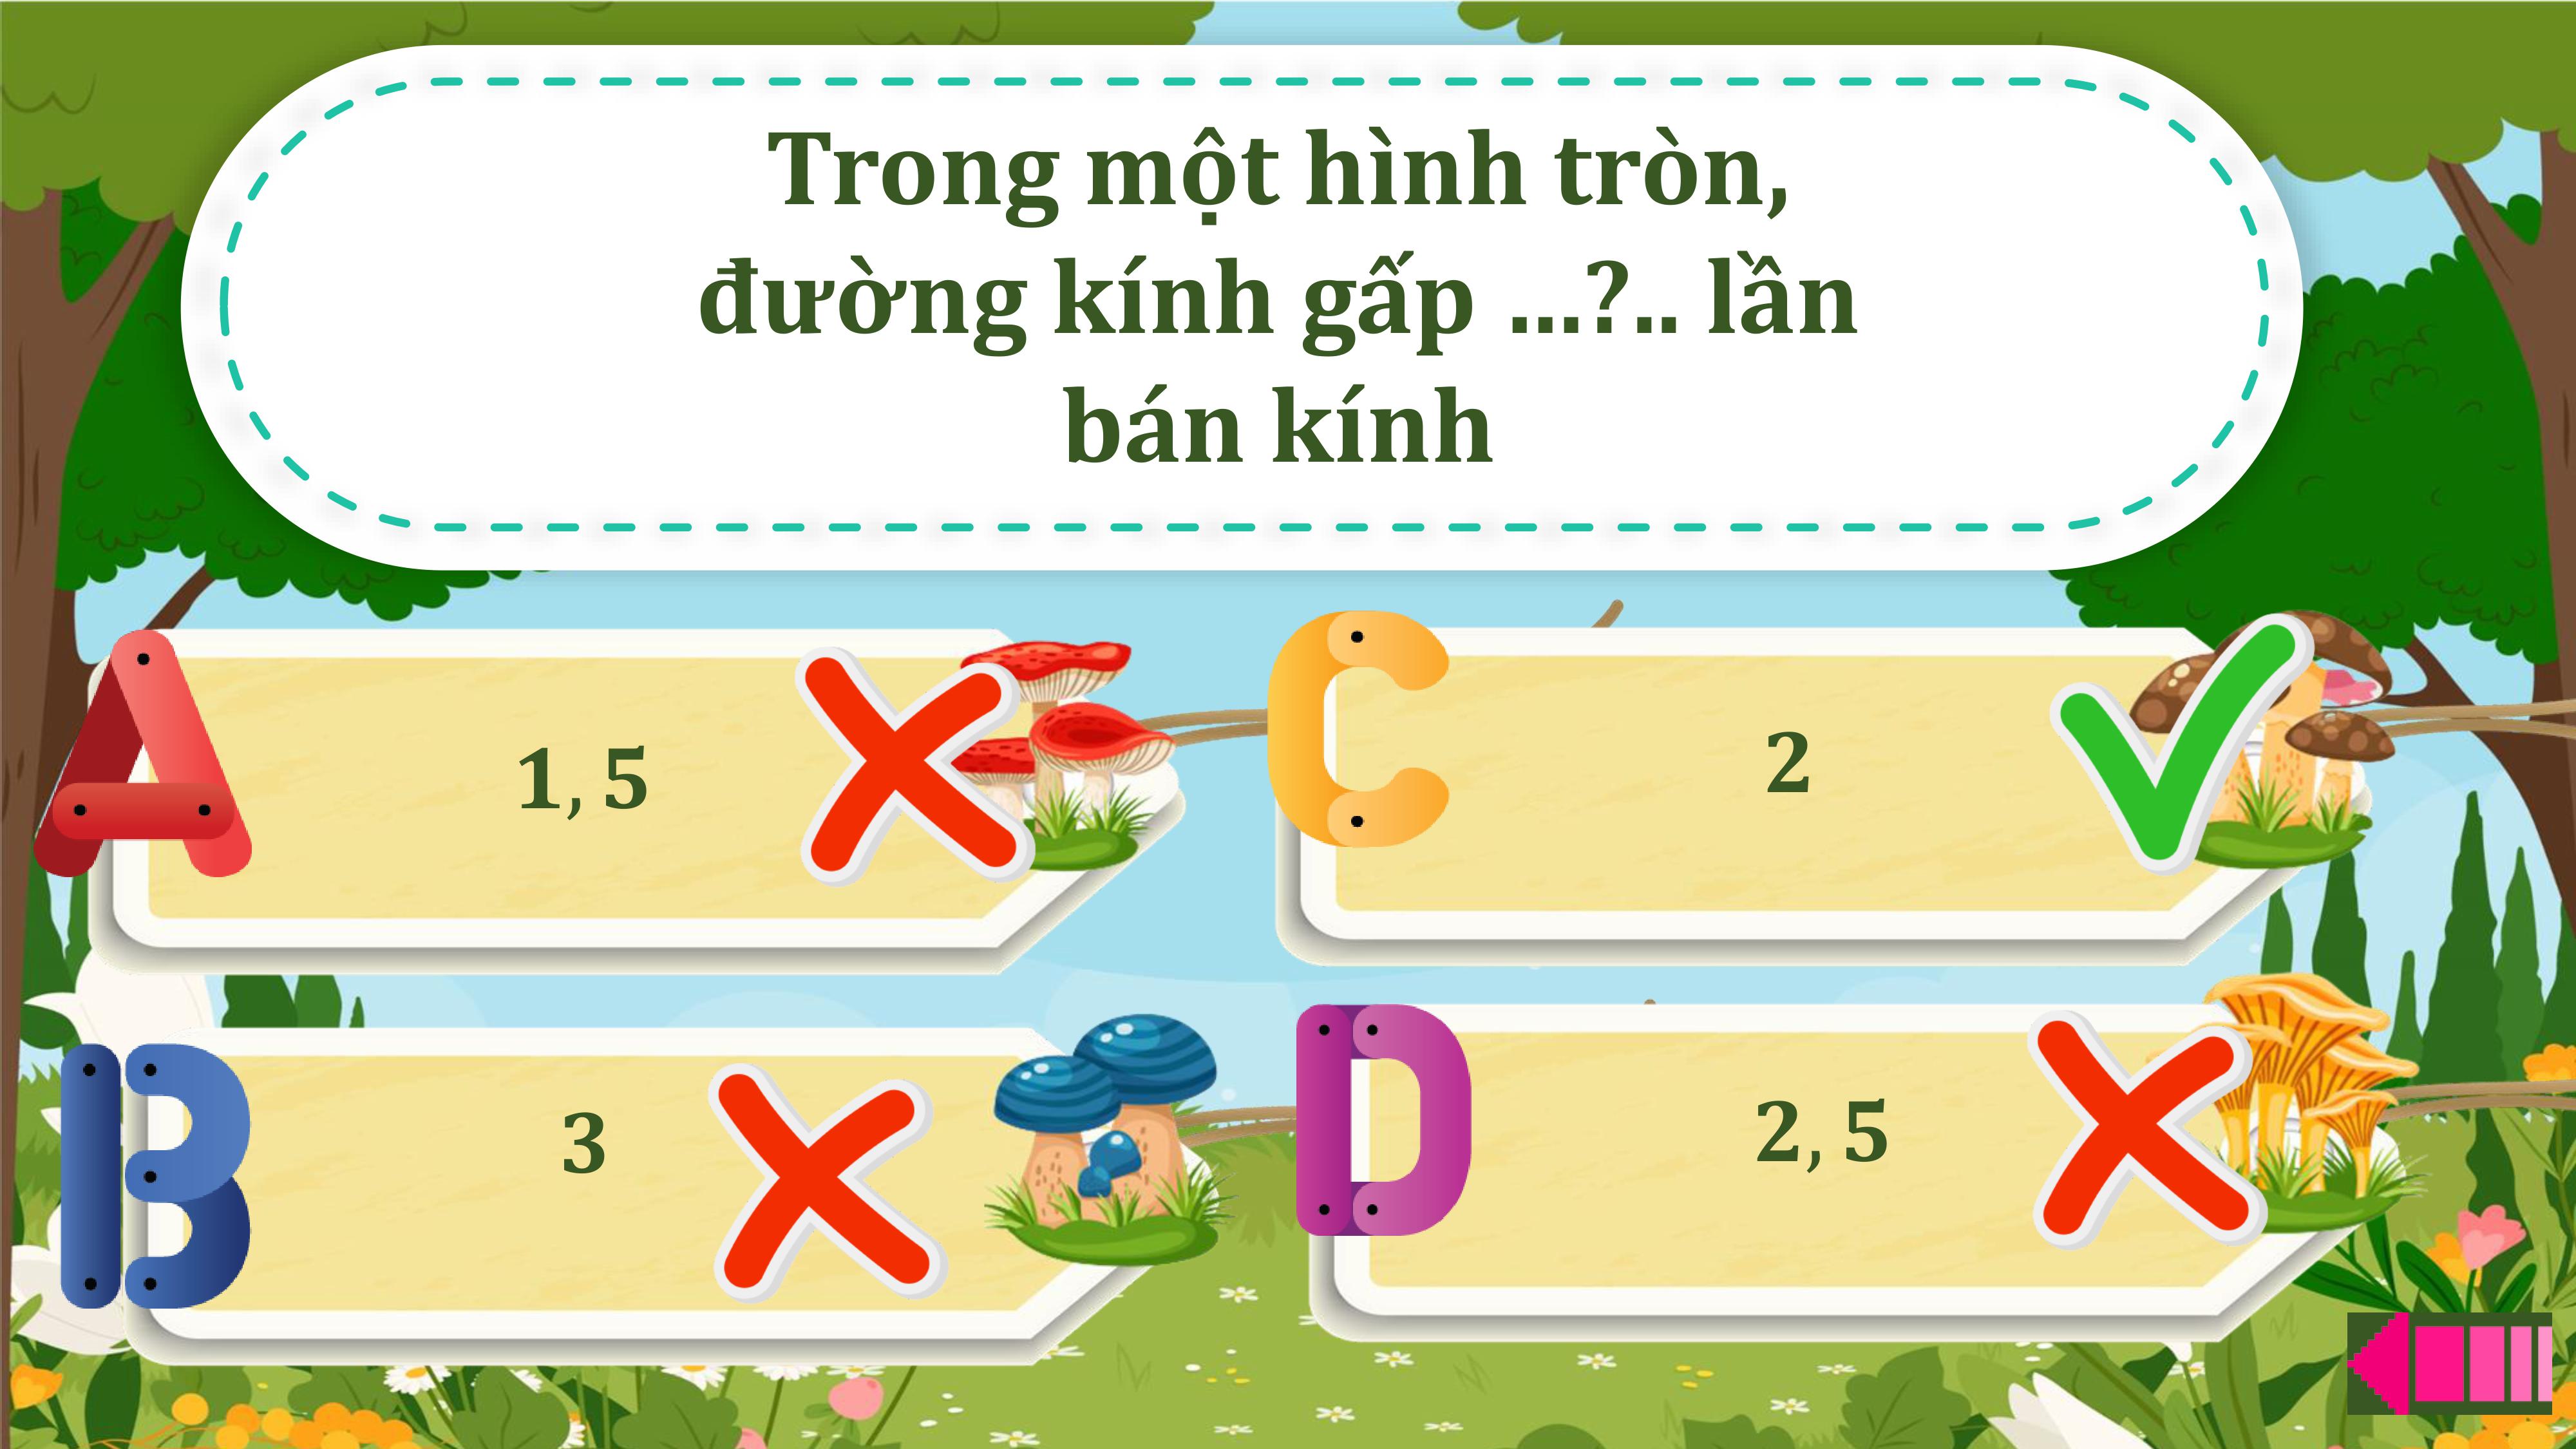 Trong một hình tròn,
đường kính gấp ...?.. lần
bán kính
A
1, 5
C
2
B
3
D
2, 5